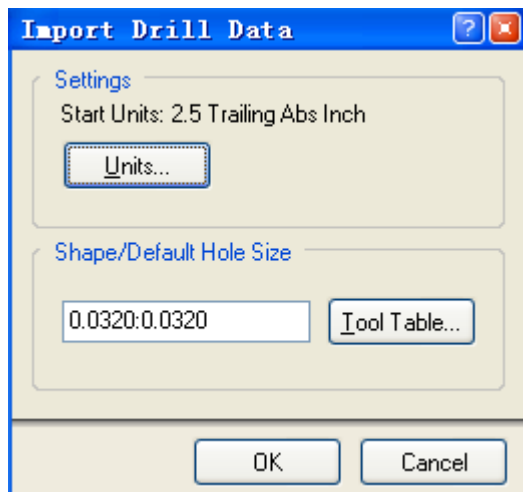 Import Drill Data
?
Settings
Start Units: 2.5 Trailing Abs Inch
Units...
Shape/Default Hole Size
0.0320:0.0320
Tool Table...
OK
Cancel